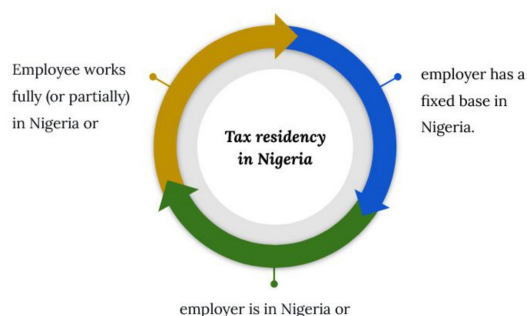 Employee works
fully (or partially)
in Nigeria or
employer has a
fixed base in
Nigeria.
Tax residency
in Nigeria
employer is in Nigeria or